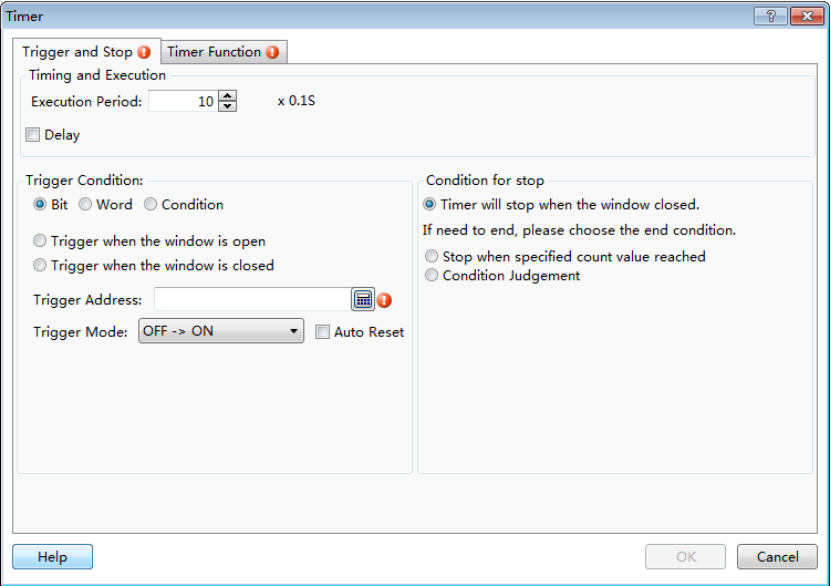 Timer
Trigger and Stop Timer Function
Timing and Execution
Execution Period: 10 x 0.1S
Delay
Trigger Condition:
Bit Word Condition
Trigger when the window is open
Trigger when the window is closed
Trigger Address:
Trigger Mode: OFF -> ON Auto Reset
Condition for stop
Timer will stop when the window closed.
If need to end, please choose the end condition.
Stop when specified count value reached
Condition Judgement
Help OK Cancel